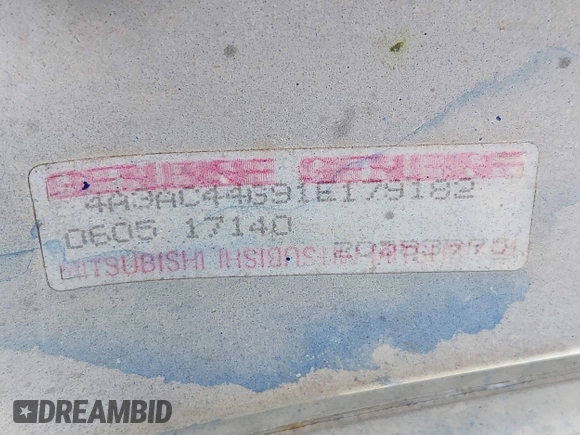 GENUINE GENUINE
4A3AC44G91E179182
0605 17140
MITSUBISHI
DREAMBID